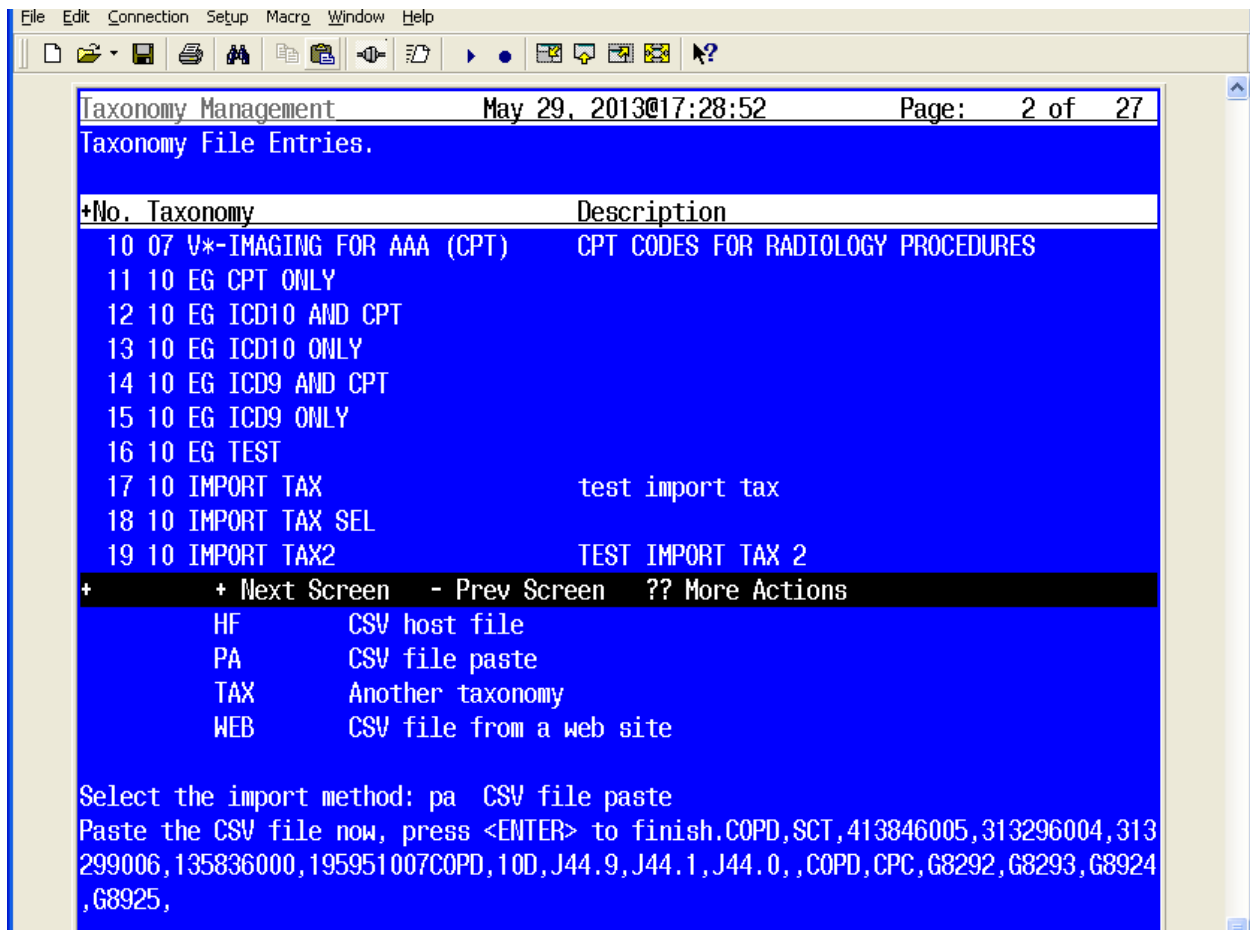 File Edit Connection Setup Macro Window Help
Taxonomy Management May 29, 2013@17:28:52 Page: 2 of 27
Taxonomy File Entries.
+No. Taxonomy Description
10 07 V*-IMAGING FOR AAA (CPT) CPT CODES FOR RADIOLOGY PROCEDURES
11 10 EG CPT ONLY
12 10 EG ICD10 AND CPT
13 10 EG ICD10 ONLY
14 10 EG ICD9 AND CPT
15 10 EG ICD9 ONLY
16 10 EG TEST
17 10 IMPORT TAX test import tax
18 10 IMPORT TAX SEL
19 10 IMPORT TAX2 TEST IMPORT TAX 2
+ + Next Screen - Prev Screen ?? More Actions
HF CSV host file
PA CSV file paste
TAX Another taxonomy
WEB CSV file from a web site
Select the import method: pa CSV file paste
Paste the CSV file now, press <ENTER> to finish.COPD,SCT,413846005,313296004,313
299006,135836000,195951007COPD,10D,J44.9,J44.1,J44.0,,COPD,CPC,G8292,G8293,G8924
,G8925,